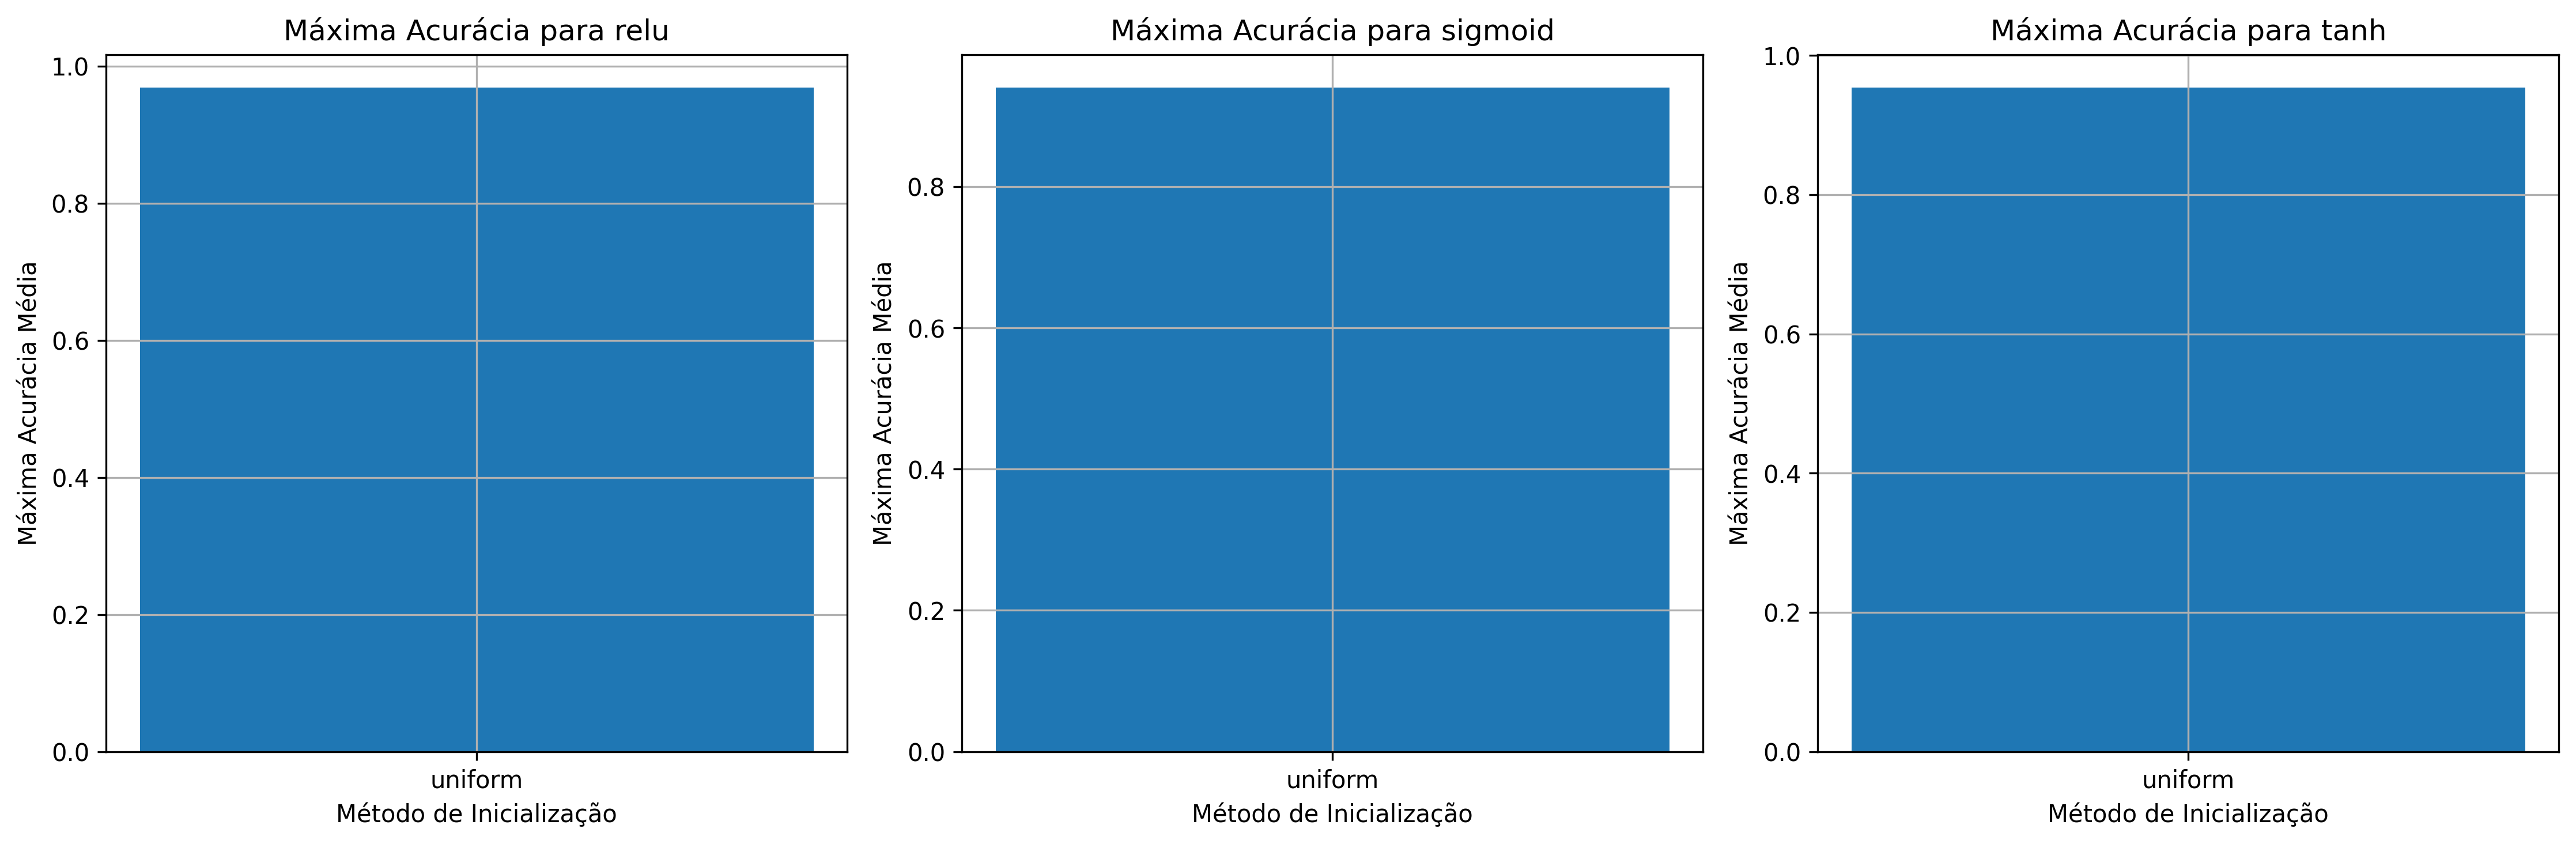 Máxima Acurácia para relu
1.0
0.8
0.6
0.4
0.2
0.0
Máxima Acurácia Média
uniform
Método de Inicialização
Máxima Acurácia para sigmoid
0.8
0.6
0.4
0.2
0.0
Máxima Acurácia Média
uniform
Método de Inicialização
Máxima Acurácia para tanh
1.0
0.8
0.6
0.4
0.2
0.0
Máxima Acurácia Média
uniform
Método de Inicialização